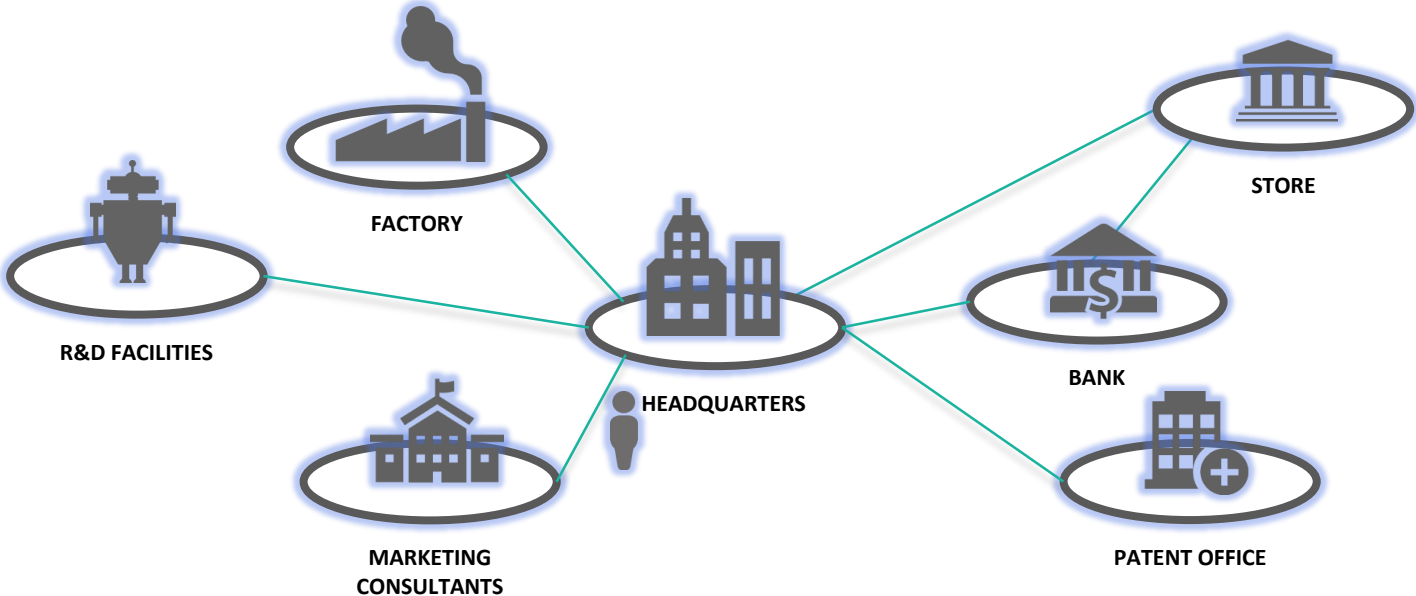 STORE
FACTORY
R&D FACILITIES
BANK
HEADQUARTERS
MARKETING
CONSULTANTS
PATENT OFFICE